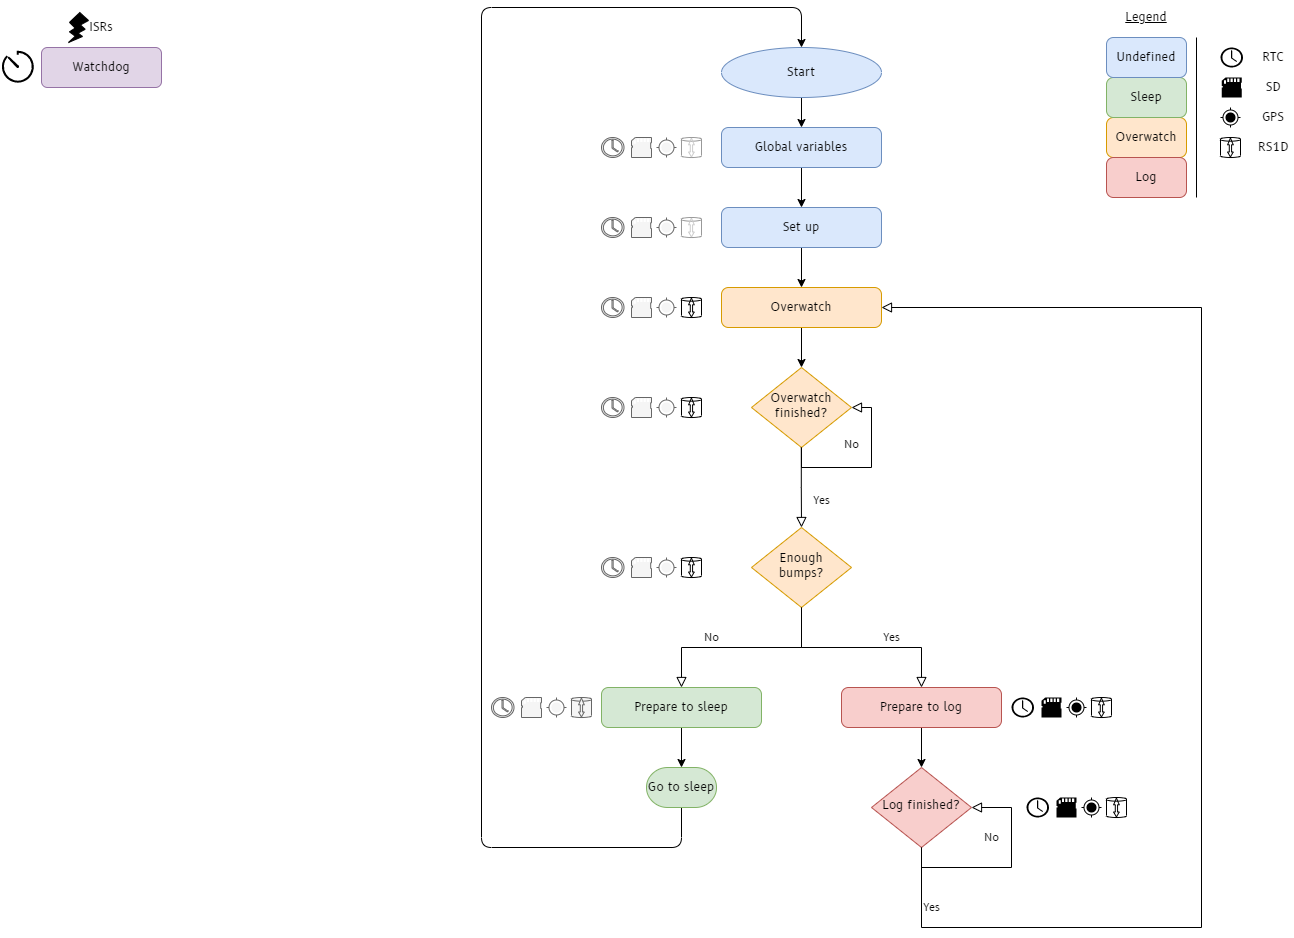 ISRs
Watchdog
Legend
Undefined
Sleep
Overwatch
Log
RTC
SD
GPS
RS1D
Start
Global variables
Set up
Overwatch
Overwatch
finished?
No
Yes
Enough
bumps?
No
Yes
Prepare to sleep
Prepare to log
Go to sleep
Log finished?
No
Yes